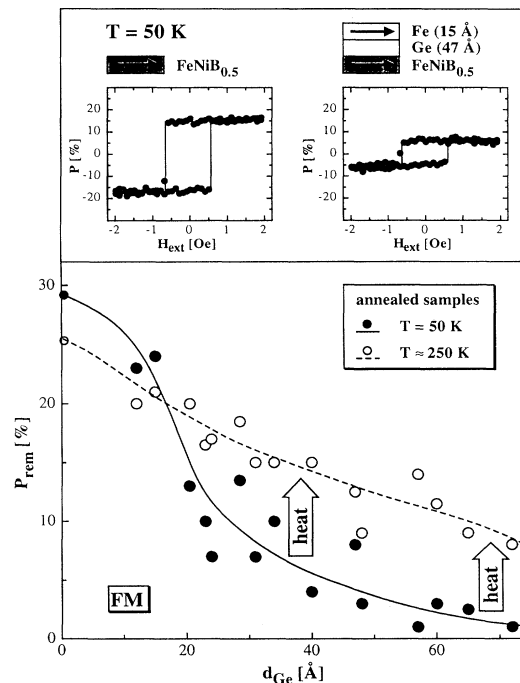 T = 50 K
FeNiB0.5
Fe (15 Å)
Ge (47 Å)
FeNiB0.5
P [%]
20
10
0
-10
-20
-2 -1 0 1 2
Hext [Oe]
P [%]
20
10
0
-10
-20
-2 -1 0 1 2
Hext [Oe]
Prem [%]
30
20
10
0
annealed samples
T = 50 K
T ≈ 250 K
heat
heat
FM
0 20 40 60
dGe [Å]